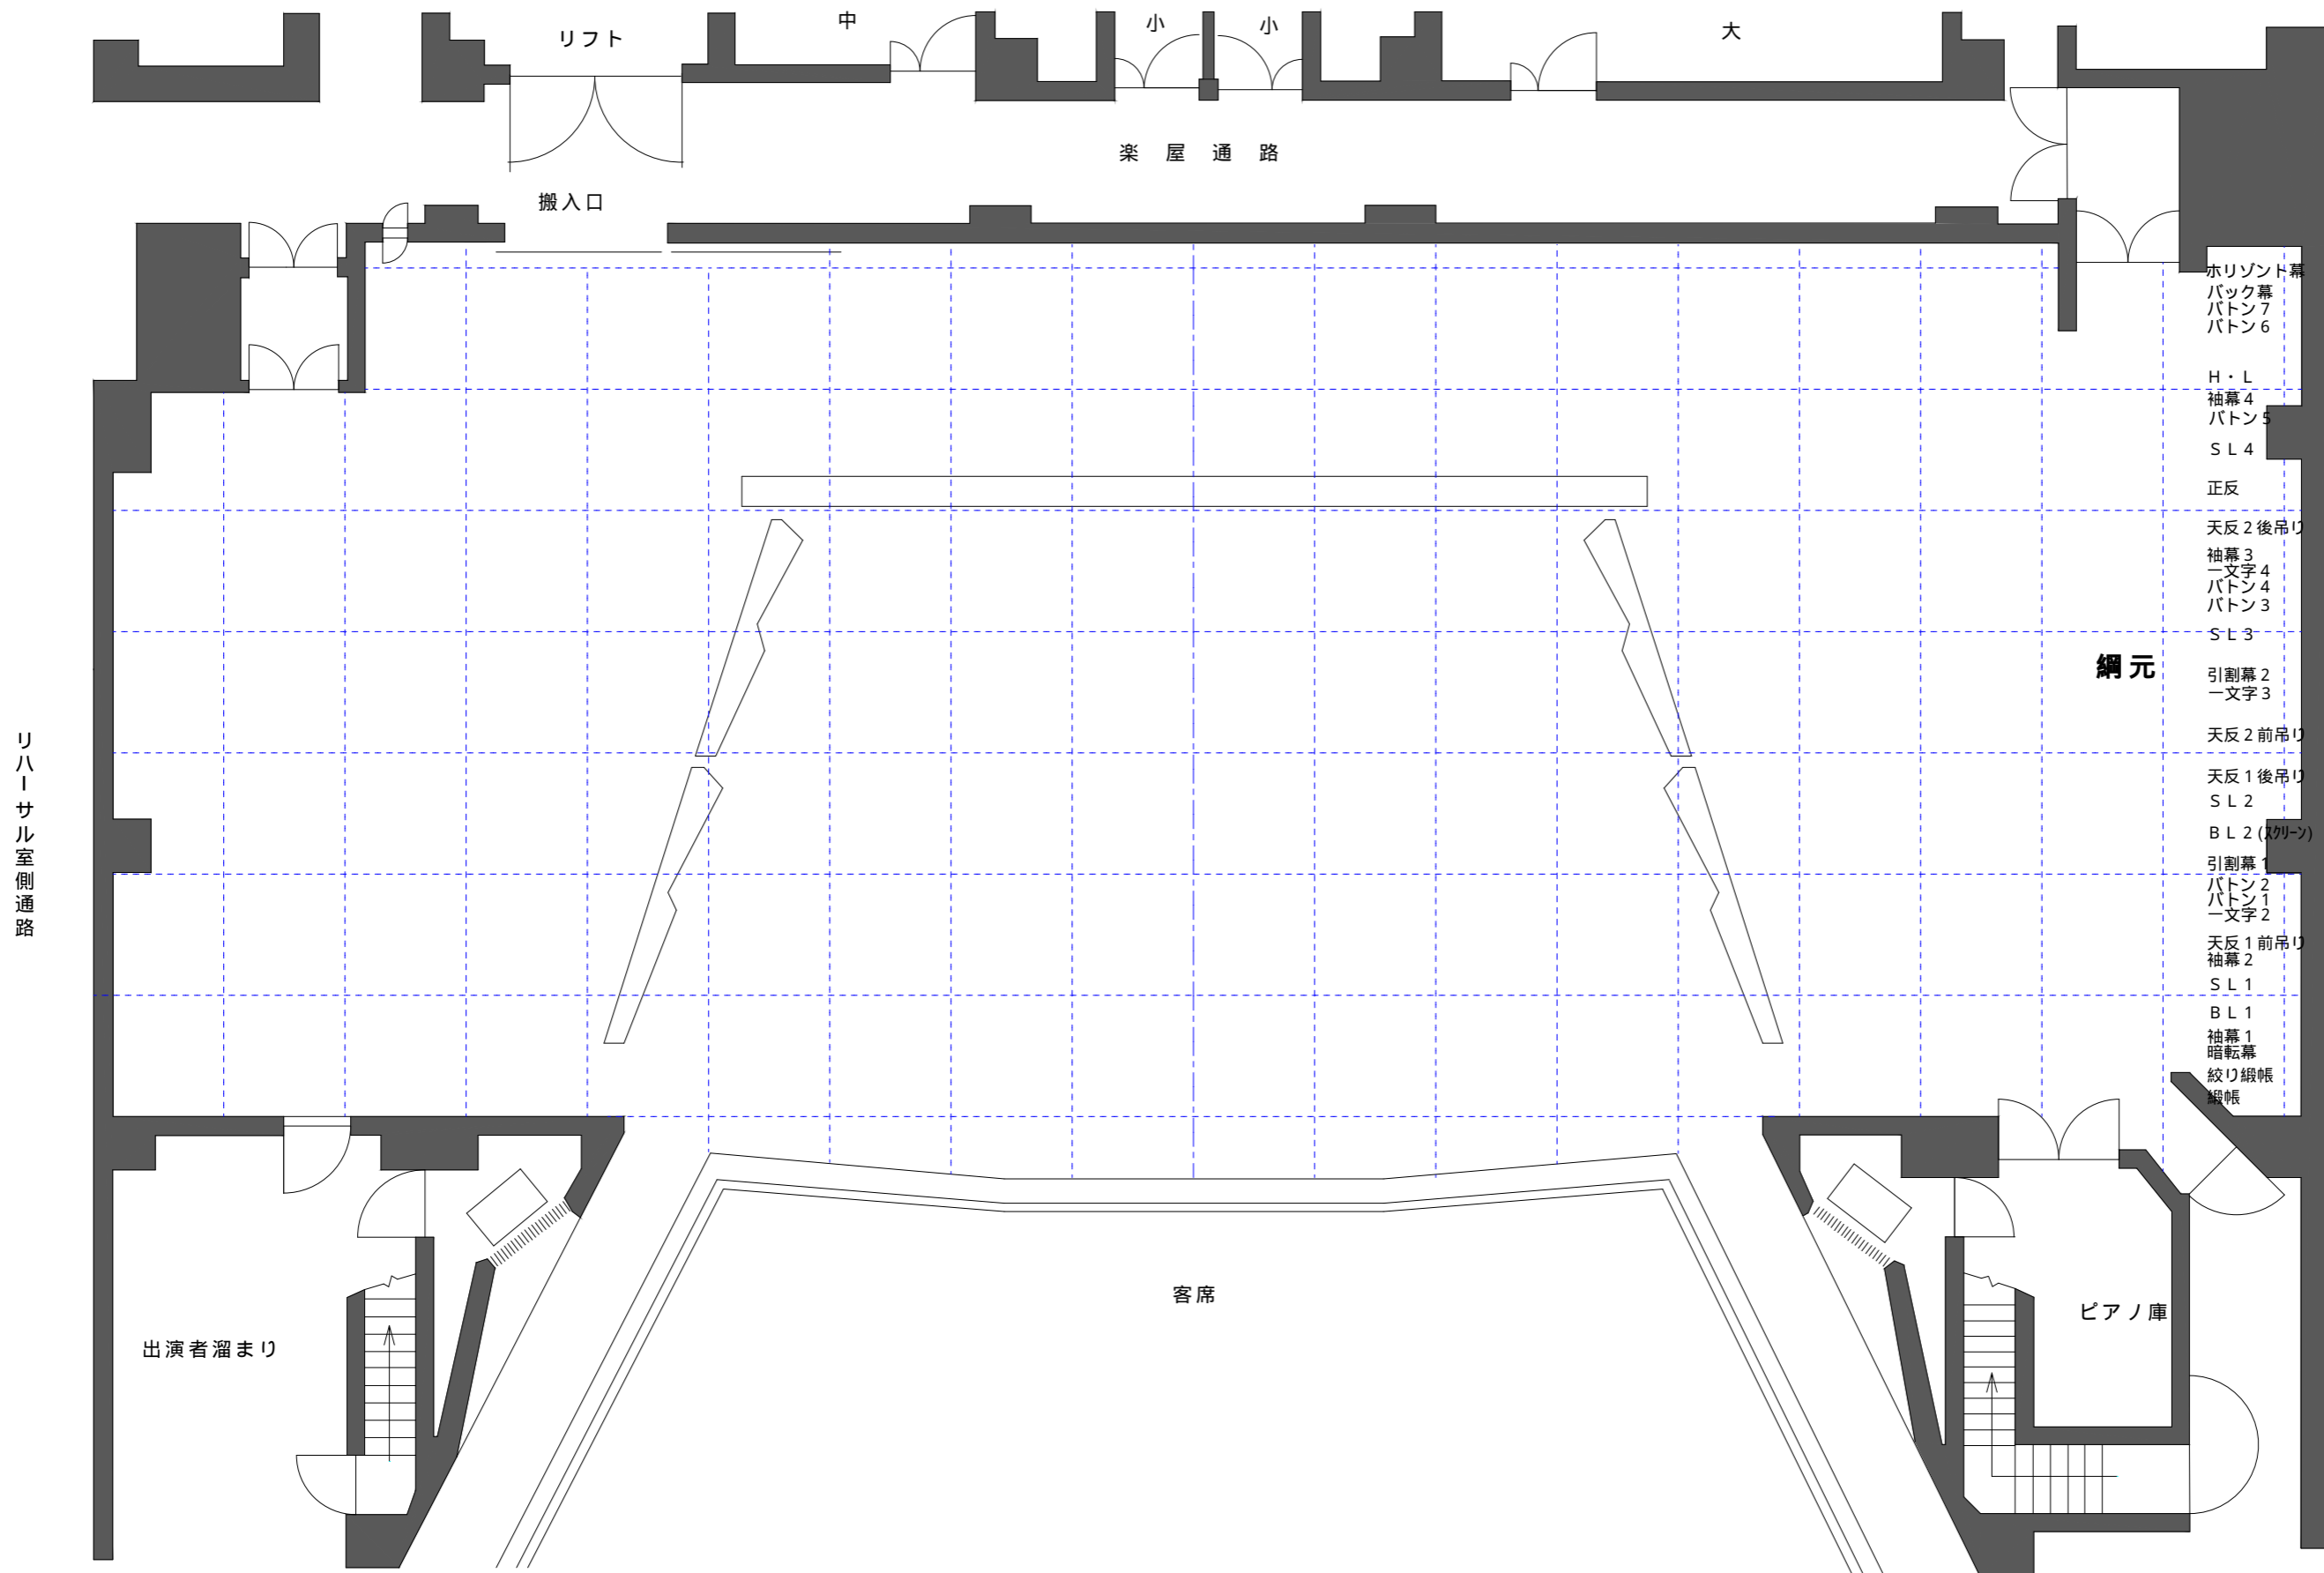 リフト
中
小
小
大
楽屋通路
搬入口
ホリゾント幕
バック幕
バトン7
バトン6
H・L
袖幕4
バトン5
SL4
正反
天反2後吊り
袖幕3
一文字4
バトン4
バトン3
SL3
綱元
引割幕2
一文字3
天反2前吊り
リハーサル室側通路
天反1後吊り
SL2
BL2(ｽｸﾘｰﾝ)
引割幕1
バトン2
バトン1
一文字2
天反1前吊り
袖幕2
SL1
BL1
袖幕1
暗転幕
絞り緞帳
緞帳
客席
ピアノ庫
出演者溜まり